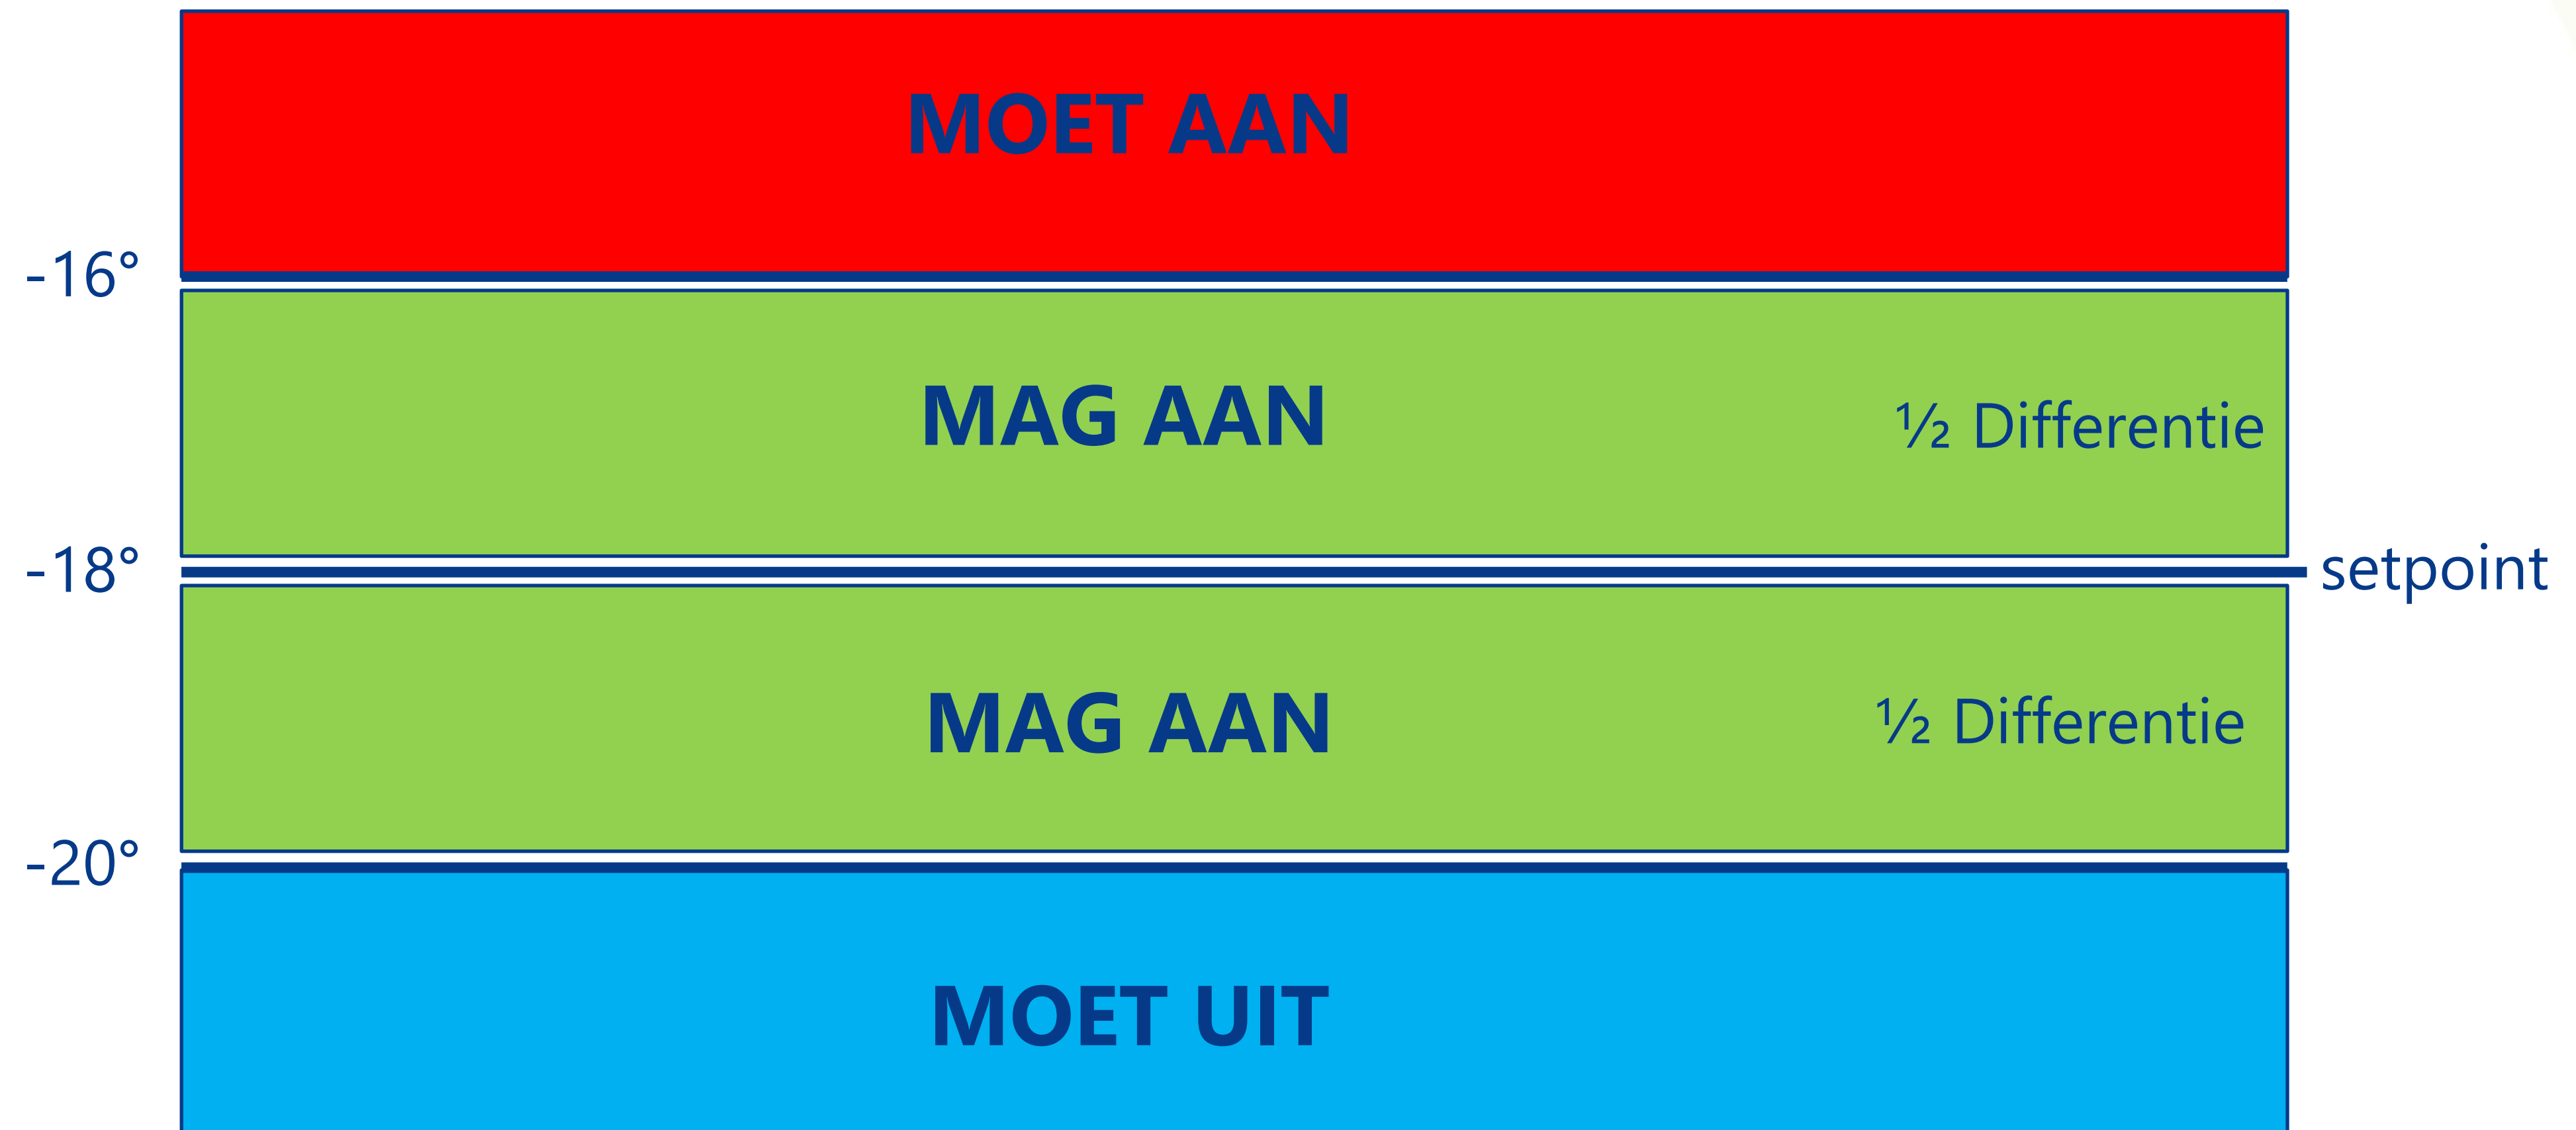 MOET AAN
-16°
MAG AAN
½ Differentie
-18°
setpoint
MAG AAN
½ Differentie
-20°
MOET UIT